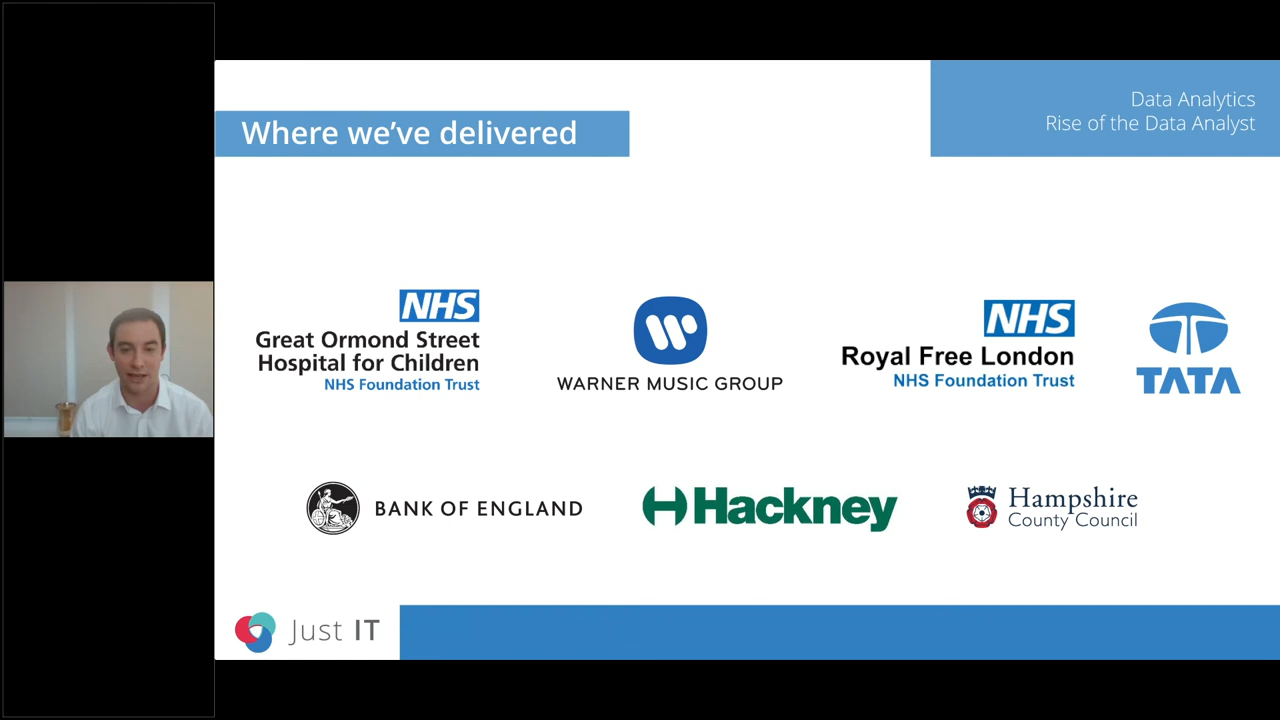 Data Analytics
Rise of the Data Analyst
Where we’ve delivered
NHS
Great Ormond Street
Hospital for Children
NHS Foundation Trust
WARNER MUSIC GROUP
NHS
Royal Free London
NHS Foundation Trust
TATA
BANK OF ENGLAND
Hackney
Hampshire
County Council
Just IT